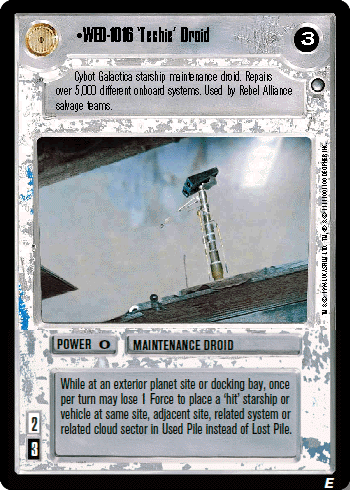 •WED-1016 'Techie' Droid
3
Cybot Galactica starship maintenance droid. Repairs
over 5,000 different onboard systems. Used by Rebel Alliance
salvage teams.
POWER 0
MAINTENANCE DROID
While at an exterior planet site or docking bay, once
per turn may lose 1 Force to place a 'hit' starship or
vehicle at same site, adjacent site, related system or
related cloud sector in Used Pile instead of Lost Pile.
2
3
E